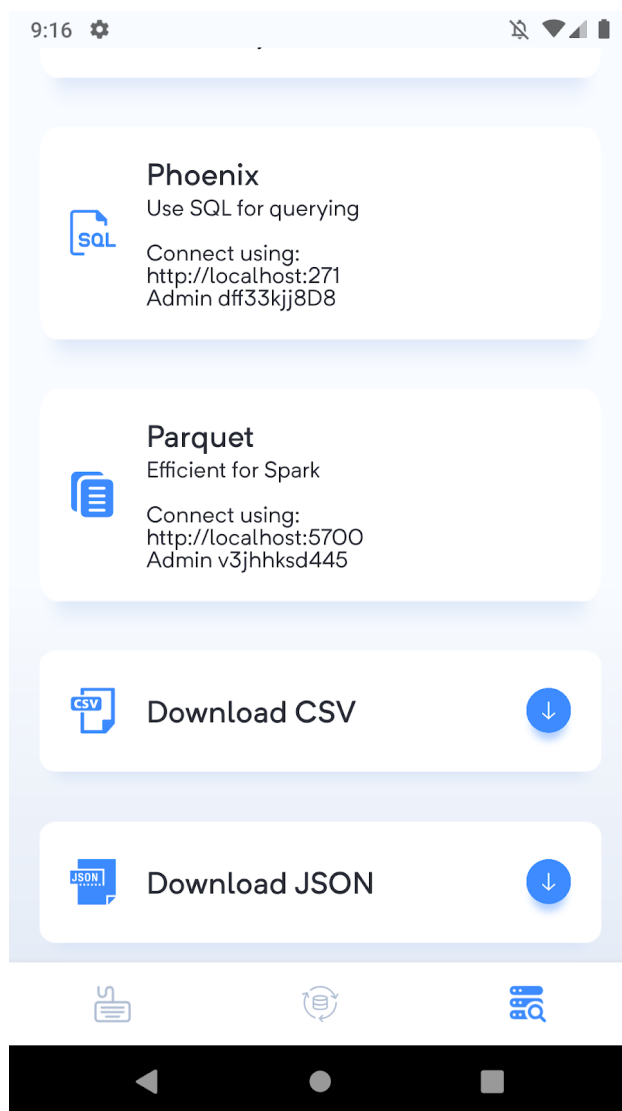 9:16
Phoenix
Use SQL for querying
SQL
Connect using:
http://localhost:271
Admin dff33kjj8D8
Parquet
Efficient for Spark
Connect using:
http://localhost:5700
Admin v3jhhksd445
CSV
Download CSV
JSON
Download JSON